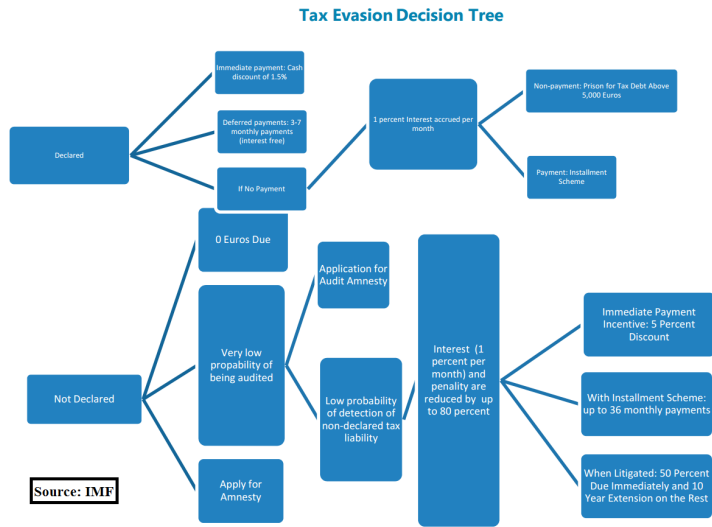 Tax Evasion Decision Tree
Immediate payment: Cash
discount of 1.5%
Deferred payments: 3-7
monthly payments
(interest free)
If No Payment
Declared
1 percent Interest accrued per
month
Non-payment: Prison for Tax Debt Above
5,000 Euros
Payment: Installment
Scheme
0 Euros Due
Very low
propability of
being audited
Apply for
Amnesty
Not Declared
Application for
Audit Amnesty
Low probability
of detection of
non-declared tax
liability
Interest (1
percent per
month) and
penality are
reduced by up
to 80 percent
Immediate Payment
Incentive: 5 Percent
Discount
With Installment Scheme:
up to 36 monthly payments
When Litigated: 50 Percent
Due Immediately and 10
Year Extension on the Rest
Source: IMF